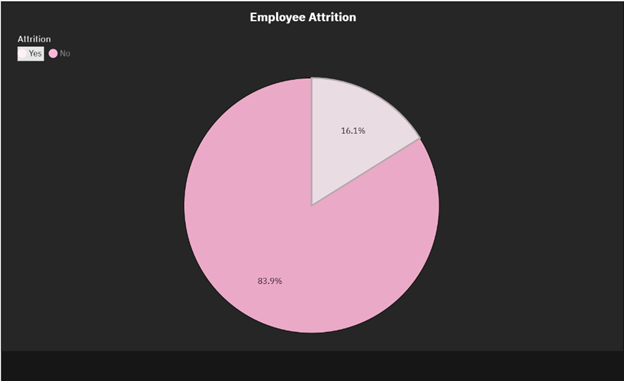 Employee Attrition
Attrition
Yes No
16.1%
83.9%